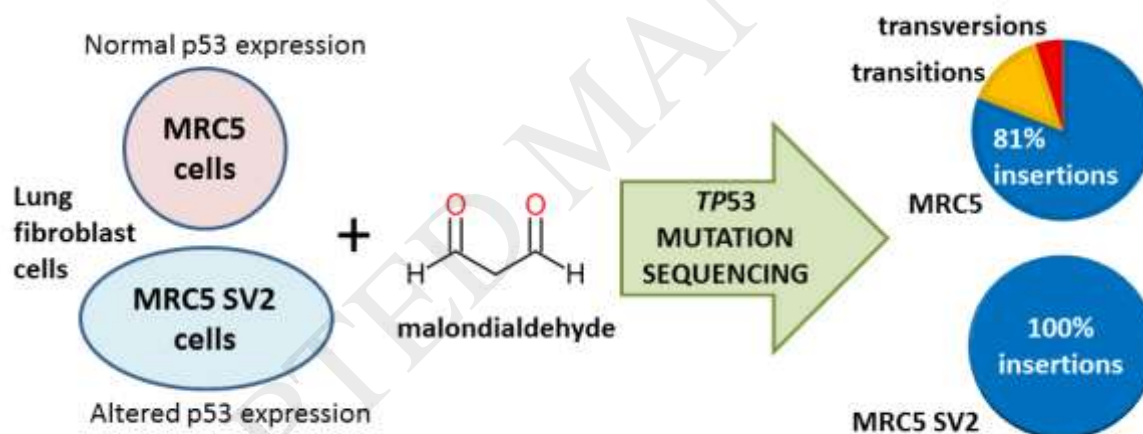 Normal p53 expression
MRC5
cells
Lung
fibroblast
cells
MRC5 SV2
cells
Altered p53 expression
+
O O
H H
malondialdehyde
TP53
MUTATION
SEQUENCING
transversions
transitions
81%
insertions
MRC5
100%
insertions
MRC5 SV2